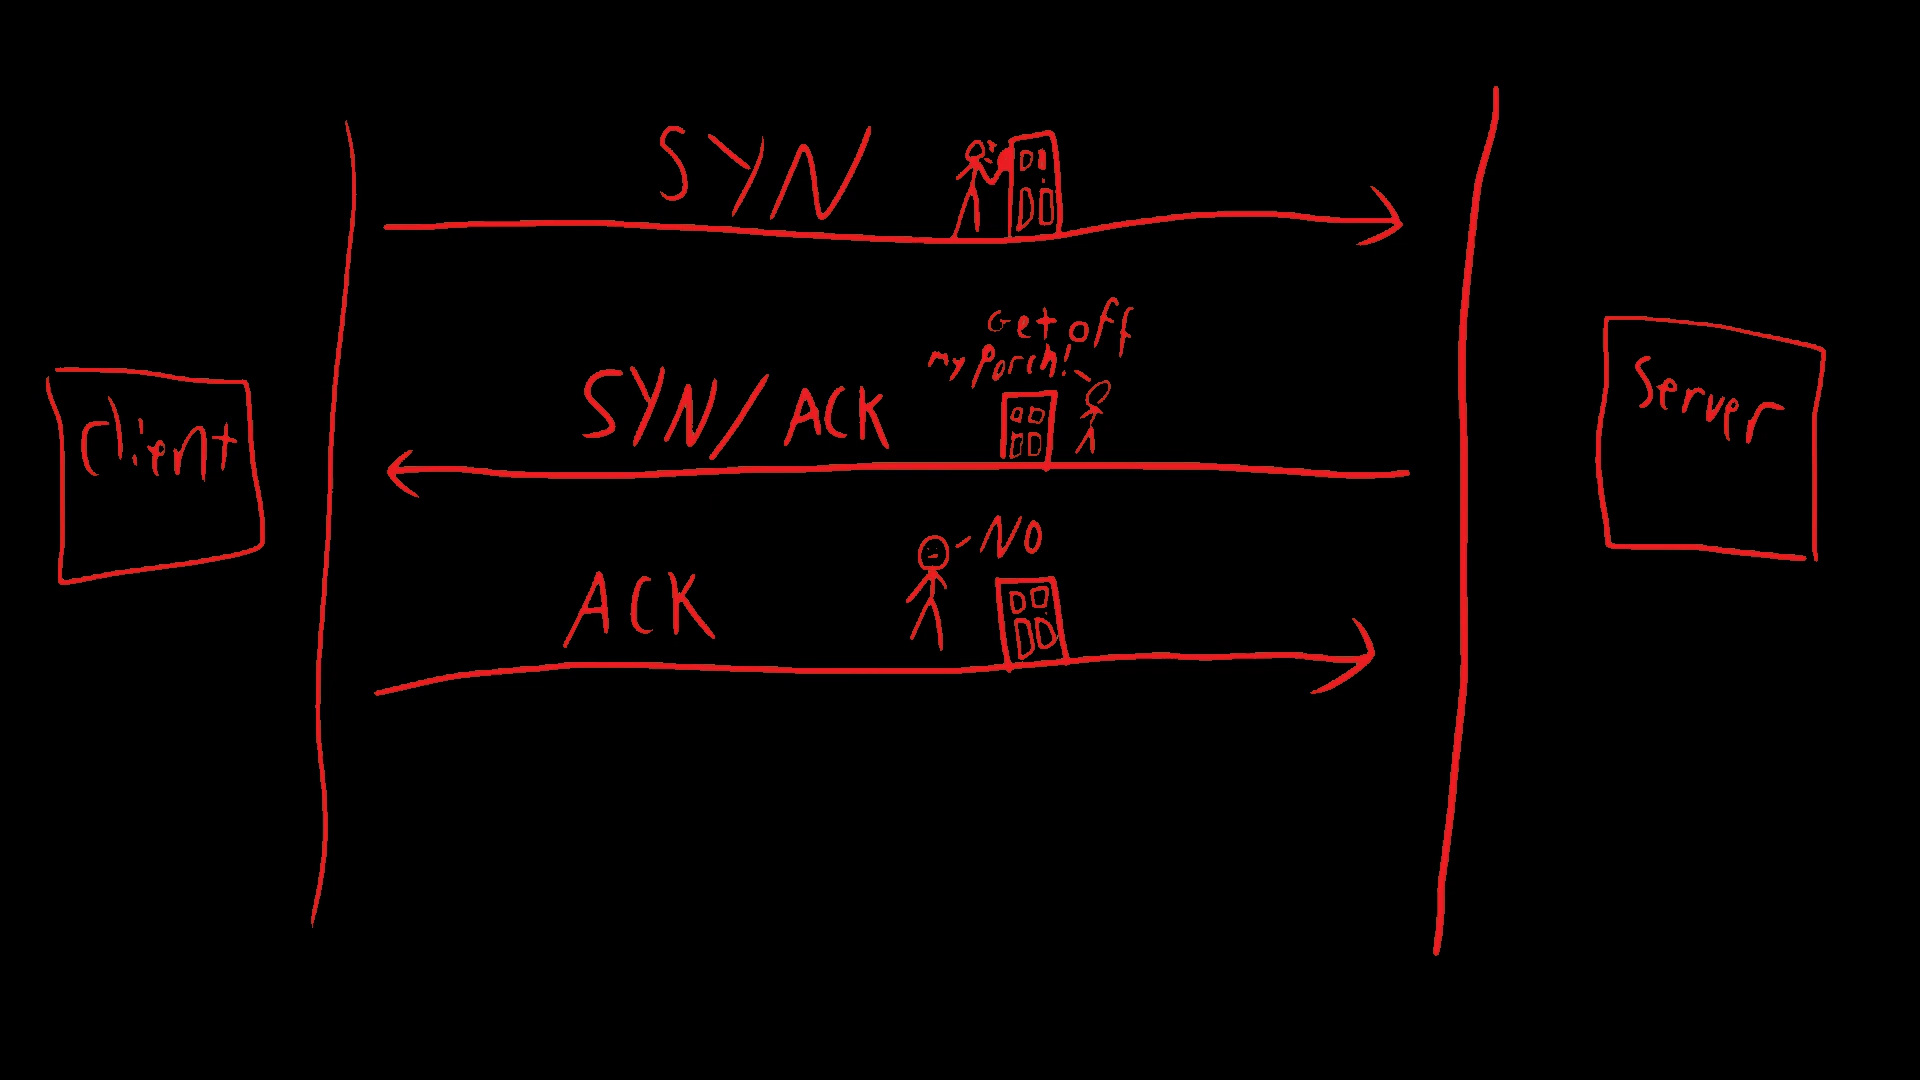 SYN
Get off
my porch!
SYN/ACK
Client
Server
NO
ACK